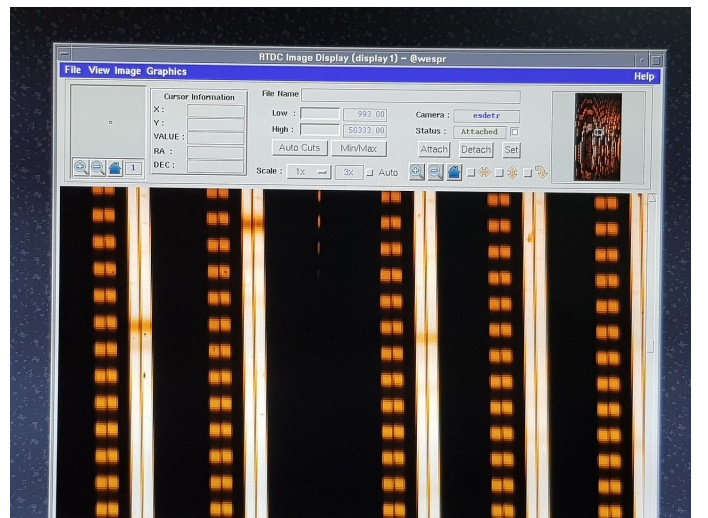 RTDC Image Display (display1) – @wespr
File View Image Graphics Help
Cursor Information
X :
Y :
VALUE :
RA :
DEC :
1
File Name
Low : 993.00
High : 50333.00
Auto Cuts Min/Max
Scale : 1X 3X Auto
Camera : esdetr
Status : Attached
Attach Detach Set